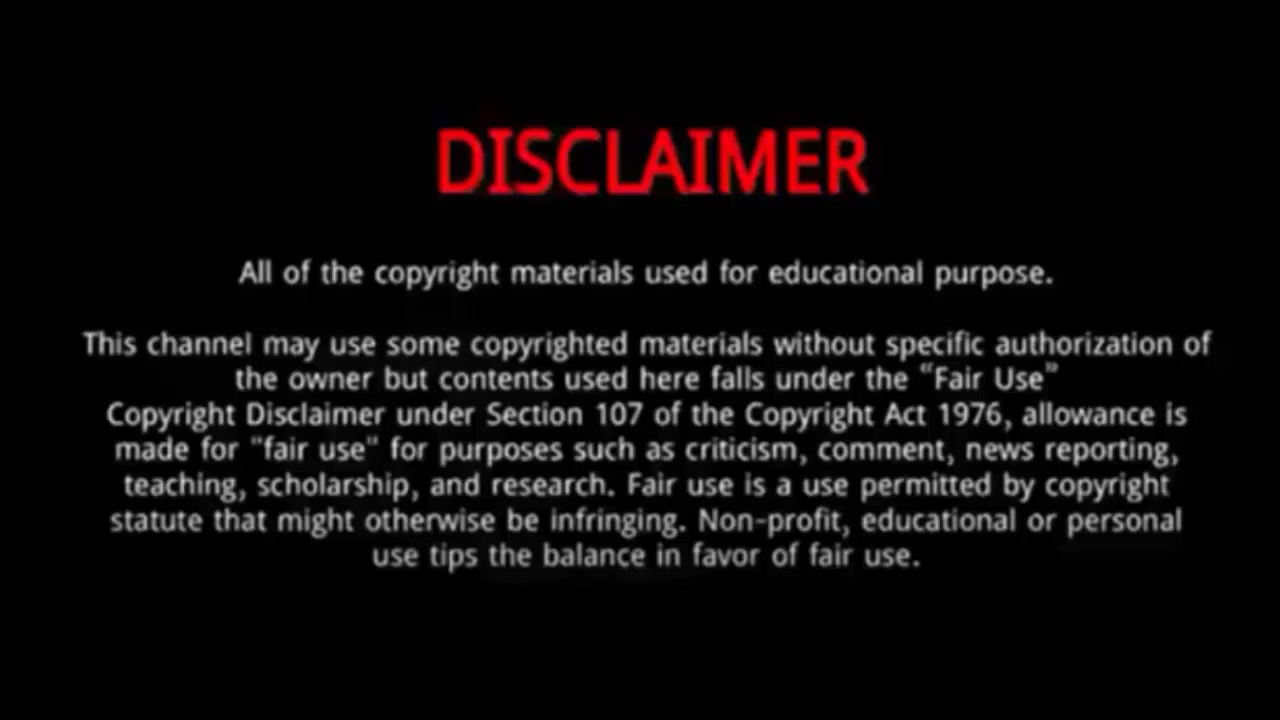 DISCLAIMER
All of the copyright materials used for educational purpose.
This channel may use some copyrighted materials without specific authorization of
the owner but contents used here falls under the “Fair Use”
Copyright Disclaimer under Section 107 of the Copyright Act 1976, allowance is
made for "fair use" for purposes such as criticism, comment, news reporting,
teaching, scholarship, and research. Fair use is a use permitted by copyright
statute that might otherwise be infringing. Non-profit, educational or personal
use tips the balance in favor of fair use.